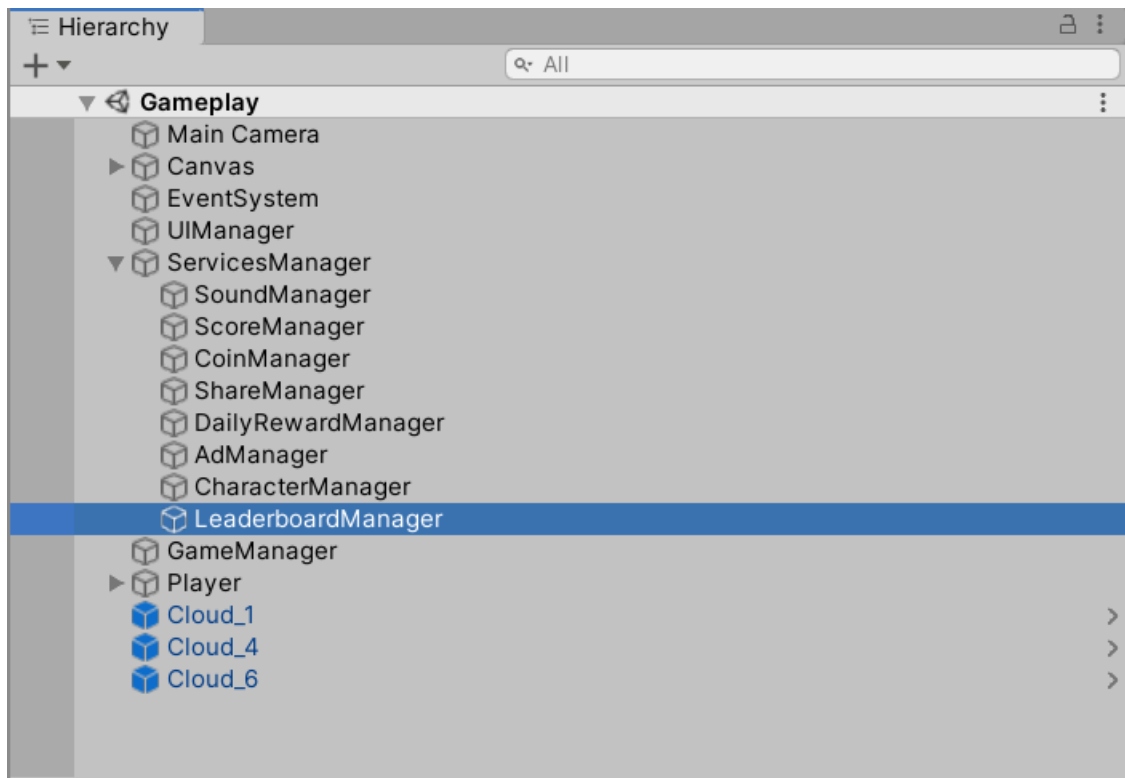 Hierarchy
All
Gameplay
Main Camera
Canvas
EventSystem
UIManager
ServicesManager
SoundManager
ScoreManager
CoinManager
ShareManager
DailyRewardManager
AdManager
CharacterManager
LeaderboardManager
GameManager
Player
Cloud_1
Cloud_4
Cloud_6